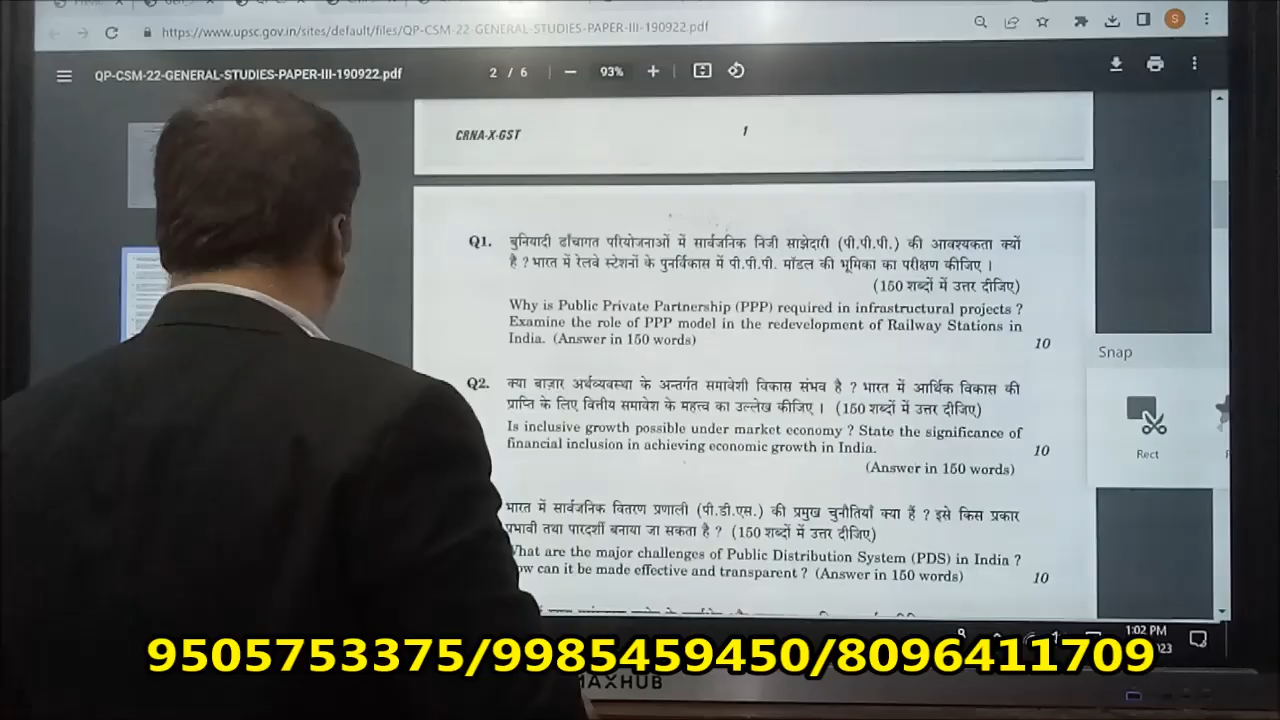 https://www.upsc.gov.in/sites/default/files/QP-CSM-22-GENERAL-STUDIES-PAPER-III-190922.pdf
S
QP-CSM-22-GENERAL-STUDIES-PAPER-III-190922.pdf
2 / 6
93%
CRNA-X-GST
1
Q1. बुनियादी ढाँचागत परियोजनाओं में सार्वजनिक निजी साझेदारी (पी.पी.पी.) की आवश्यकता क्यों
है ? भारत में रेलवे स्टेशनों के पुनर्विकास में पी.पी.पी. मॉडल की भूमिका का परीक्षण कीजिए ।
(150 शब्दों में उत्तर दीजिए)
Why is Public Private Partnership (PPP) required in infrastructural projects ?
Examine the role of PPP model in the redevelopment of Railway Stations in
India. (Answer in 150 words) 10
Q2. क्या बाज़ार अर्थव्यवस्था के अन्तर्गत समावेशी विकास संभव है ? भारत में आर्थिक विकास की
प्राप्ति के लिए वित्तीय समावेश के महत्त्व का उल्लेख कीजिए । (150 शब्दों में उत्तर दीजिए)
Is inclusive growth possible under market economy ? State the significance of
financial inclusion in achieving economic growth in India. 10
(Answer in 150 words)
भारत में सार्वजनिक वितरण प्रणाली (पी.डी.एस.) की प्रमुख चुनौतियाँ क्या हैं ? इसे किस प्रकार
प्रभावी तथा पारदर्शी बनाया जा सकता है ? (150 शब्दों में उत्तर दीजिए)
What are the major challenges of Public Distribution System (PDS) in India ?
ow can it be made effective and transparent ? (Answer in 150 words) 10
Snap
Rect
1:02 PM
23
9505753375/9985459450/8096411709
MAXHUB